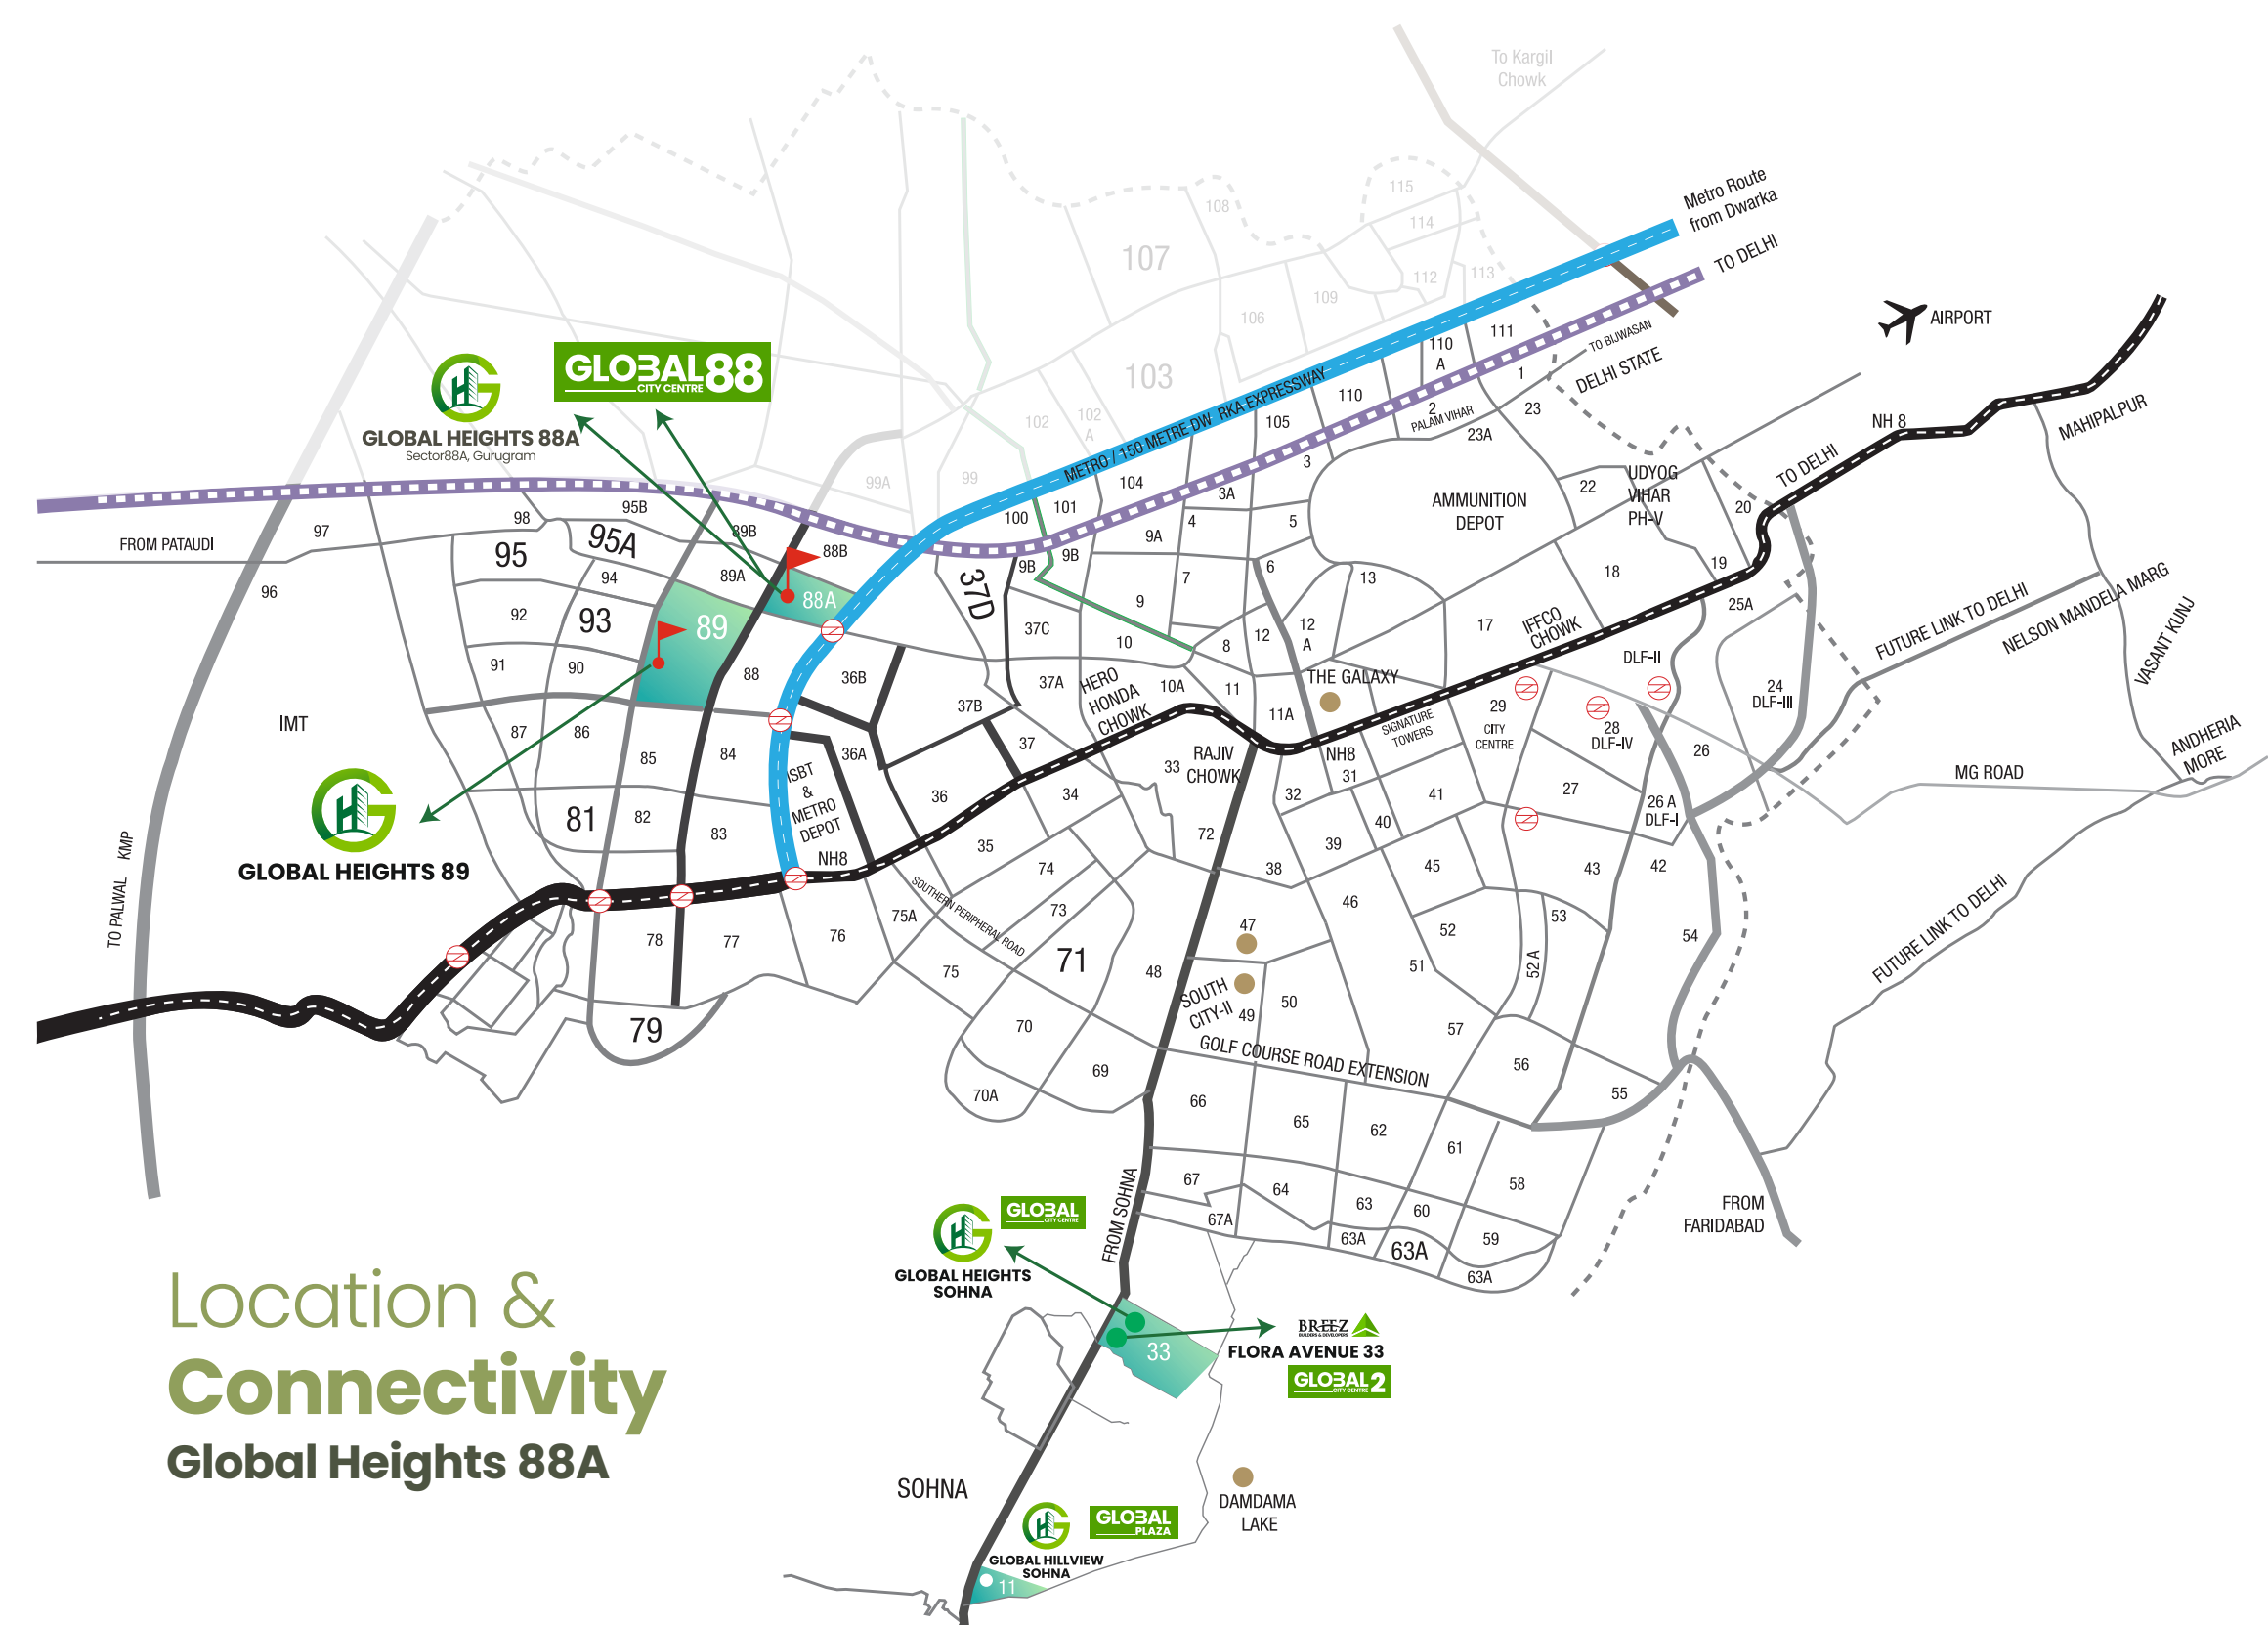 To Kargil
Chowk
Metro Route
from Dwarka
TO DELHI
115
108
114
107
112
113
109
106
111
110
A
TO BIJWASAN
DELHI STATE
AIRPORT
1
2
PALAM VIHAR
23
23A
103
102
102
A
METRO / 150 METRE DW RKA EXPRESSWAY
105
110
NH 8
MAHIPALPUR
TO DELHI
GLOBAL 88
CITY CENTRE
GLOBAL HEIGHTS 88A
Sector88A, Gurugram
99A
99
104
3
3A
AMMUNITION
DEPOT
22
UDYOG
VIHAR
PH-V
20
97
98
95B
95
95A
89B
88B
100
101
4
5
9A
9B
9B
FROM PATAUDI
96
94
89A
88A
37D
7
6
13
18
19
25A
FUTURE LINK TO DELHI
NELSON MANDELA MARG
VASANT KUNJ
92
93
89
9
37C
10
8
12
12
A
17
IFFCO
CHOWK
DLF-II
91
90
88
36B
37A
HERO
HONDA
CHOWK
10A
11
THE GALAXY
24
DLF-III
IMT
87
86
85
84
37B
11A
SIGNATURE
TOWERS
29
CITY
CENTRE
28
DLF-IV
26
ANDHERIA
MORE
MG ROAD
36A
37
33
RAJIV
CHOWK
NH8
31
ISBT
&
METRO
DEPOT
36
34
32
41
27
26 A
DLF-I
81
82
83
NH8
35
72
40
39
74
38
45
43
42
GLOBAL HEIGHTS 89
TO PALWAL KMP
SOUTHERN PERIPHERAL ROAD
75A
73
46
47
52
53
54
78
77
76
75
71
48
51
52 A
FUTURE LINK TO DELHI
SOUTH
CITY-II
49
50
79
70
57
GOLF COURSE ROAD EXTENSION
70A
69
56
55
66
65
62
61
58
67
64
63
60
59
67A
63A
63A
63A
FROM SOHNA
FROM
FARIDABAD
GLOBAL
CITY CENTRE
GLOBAL HEIGHTS
SOHNA
33
BREEZ
BUILDERS & DEVELOPERS
FLORA AVENUE 33
GLOBAL 2
CITY CENTRE
Location &
Connectivity
Global Heights 88A
SOHNA
DAMDAMA
LAKE
GLOBAL
PLAZA
GLOBAL HILLVIEW
SOHNA
11